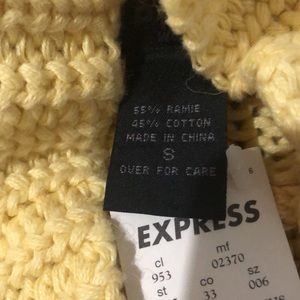 55% RAMIE
45% COTTON
MADE IN CHINA
S
OVER FOR CARE
6
EXPRESS
cl mf
953 02370
st co sz
33 006